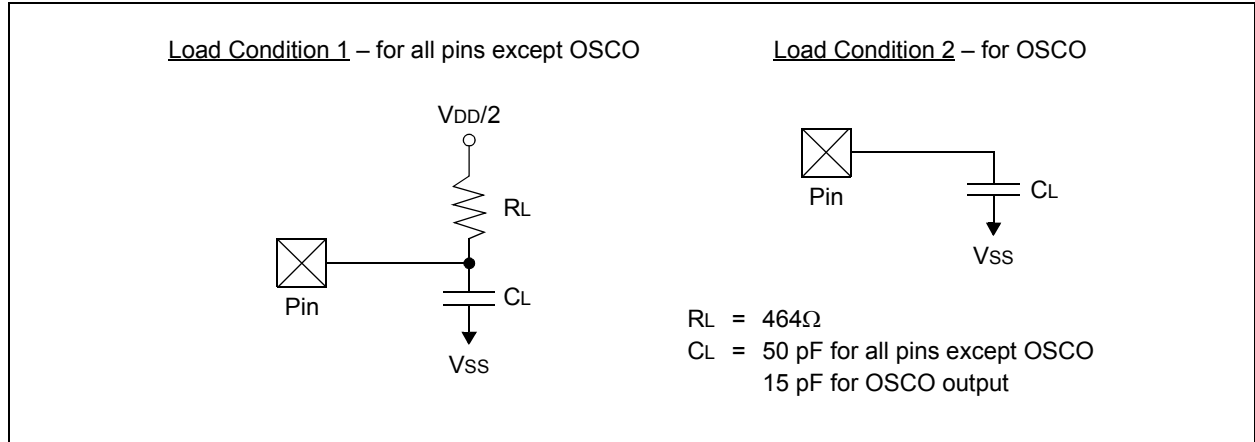 Load Condition 1 – for all pins except OSCO
VDD/2
RL
Pin
CL
VSS
Load Condition 2 – for OSCO
Pin
CL
VSS
RL = 464Ω
CL = 50 pF for all pins except OSCO
15 pF for OSCO output